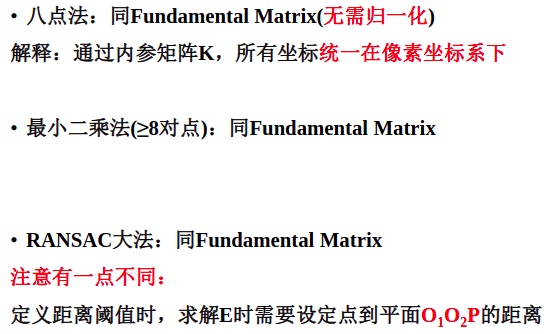 • 八点法：同Fundamental Matrix(无需归一化)
解释：通过内参矩阵K，所有坐标统一在像素坐标系下
• 最小二乘法(≥8对点)：同Fundamental Matrix
• RANSAC大法：同Fundamental Matrix
注意有一点不同：
定义距离阈值时，求解E时需要设定点到平面O₁O₂P的距离